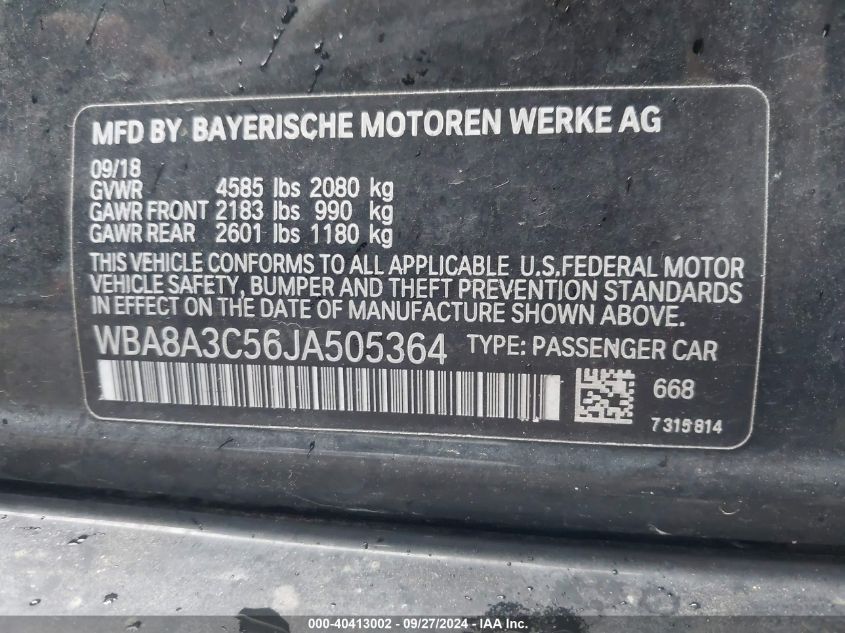 MFD BY BAYERISCHE MOTOREN WERKE AG
09/18
GVWR 4585 lbs 2080 kg
GAWR FRONT 2183 lbs 990 kg
GAWR REAR 2601 lbs 1180 kg
THIS VEHICLE CONFORMS TO ALL APPLICABLE U.S.FEDERAL MOTOR
VEHICLE SAFETY, BUMPER AND THEFT PREVENTION STANDARDS
IN EFFECT ON THE DATE OF MANUFACTURE SHOWN ABOVE.
WBA8A3C56JA505364 TYPE: PASSENGER CAR
668
7315814
000-40413002 - 09/27/2024 - IAA Inc.